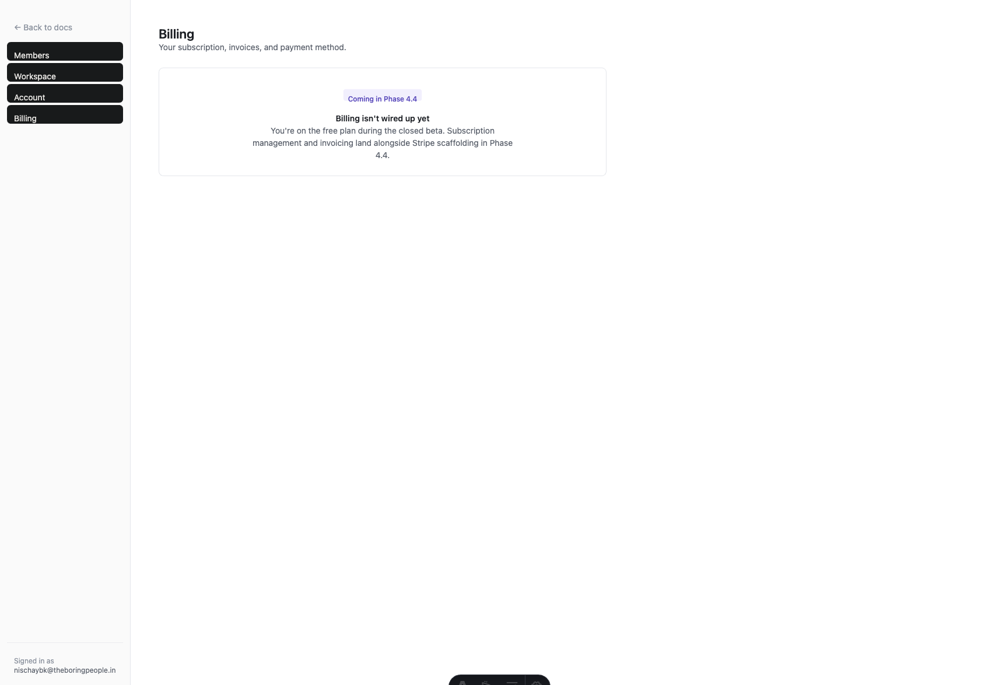 ← Back to docs
Members
Workspace
Account
Billing
Billing
Your subscription, invoices, and payment method.
Coming in Phase 4.4
Billing isn't wired up yet
You're on the free plan during the closed beta. Subscription
management and invoicing land alongside Stripe scaffolding in Phase
4.4.
Signed in as
nischaybk@theboringpeople.in